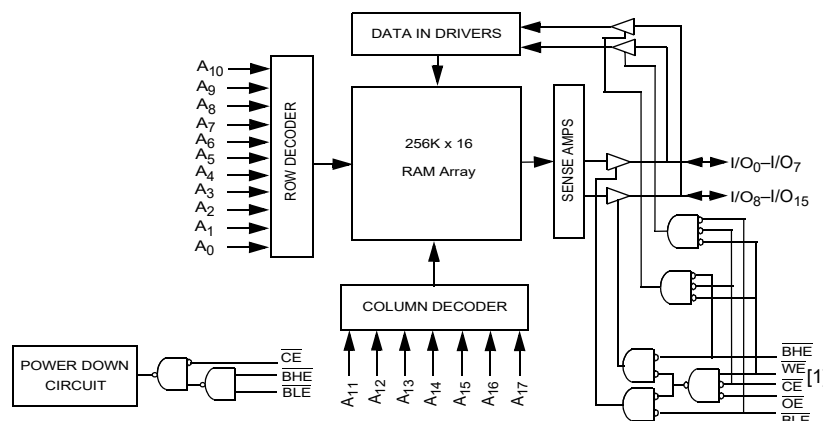 DATA IN DRIVERS
A10
A9
A8
A7
A6
A5
A4
A3
A2
A1
A0
ROW DECODER
256K x 16
RAM Array
SENSE AMPS
I/O0–I/O7
I/O8–I/O15
COLUMN DECODER
A11
A12
A13
A14
A15
A16
A17
POWER DOWN
CIRCUIT
CE
BHE
BLE
BHE
WE
CE [1
OE
BLE